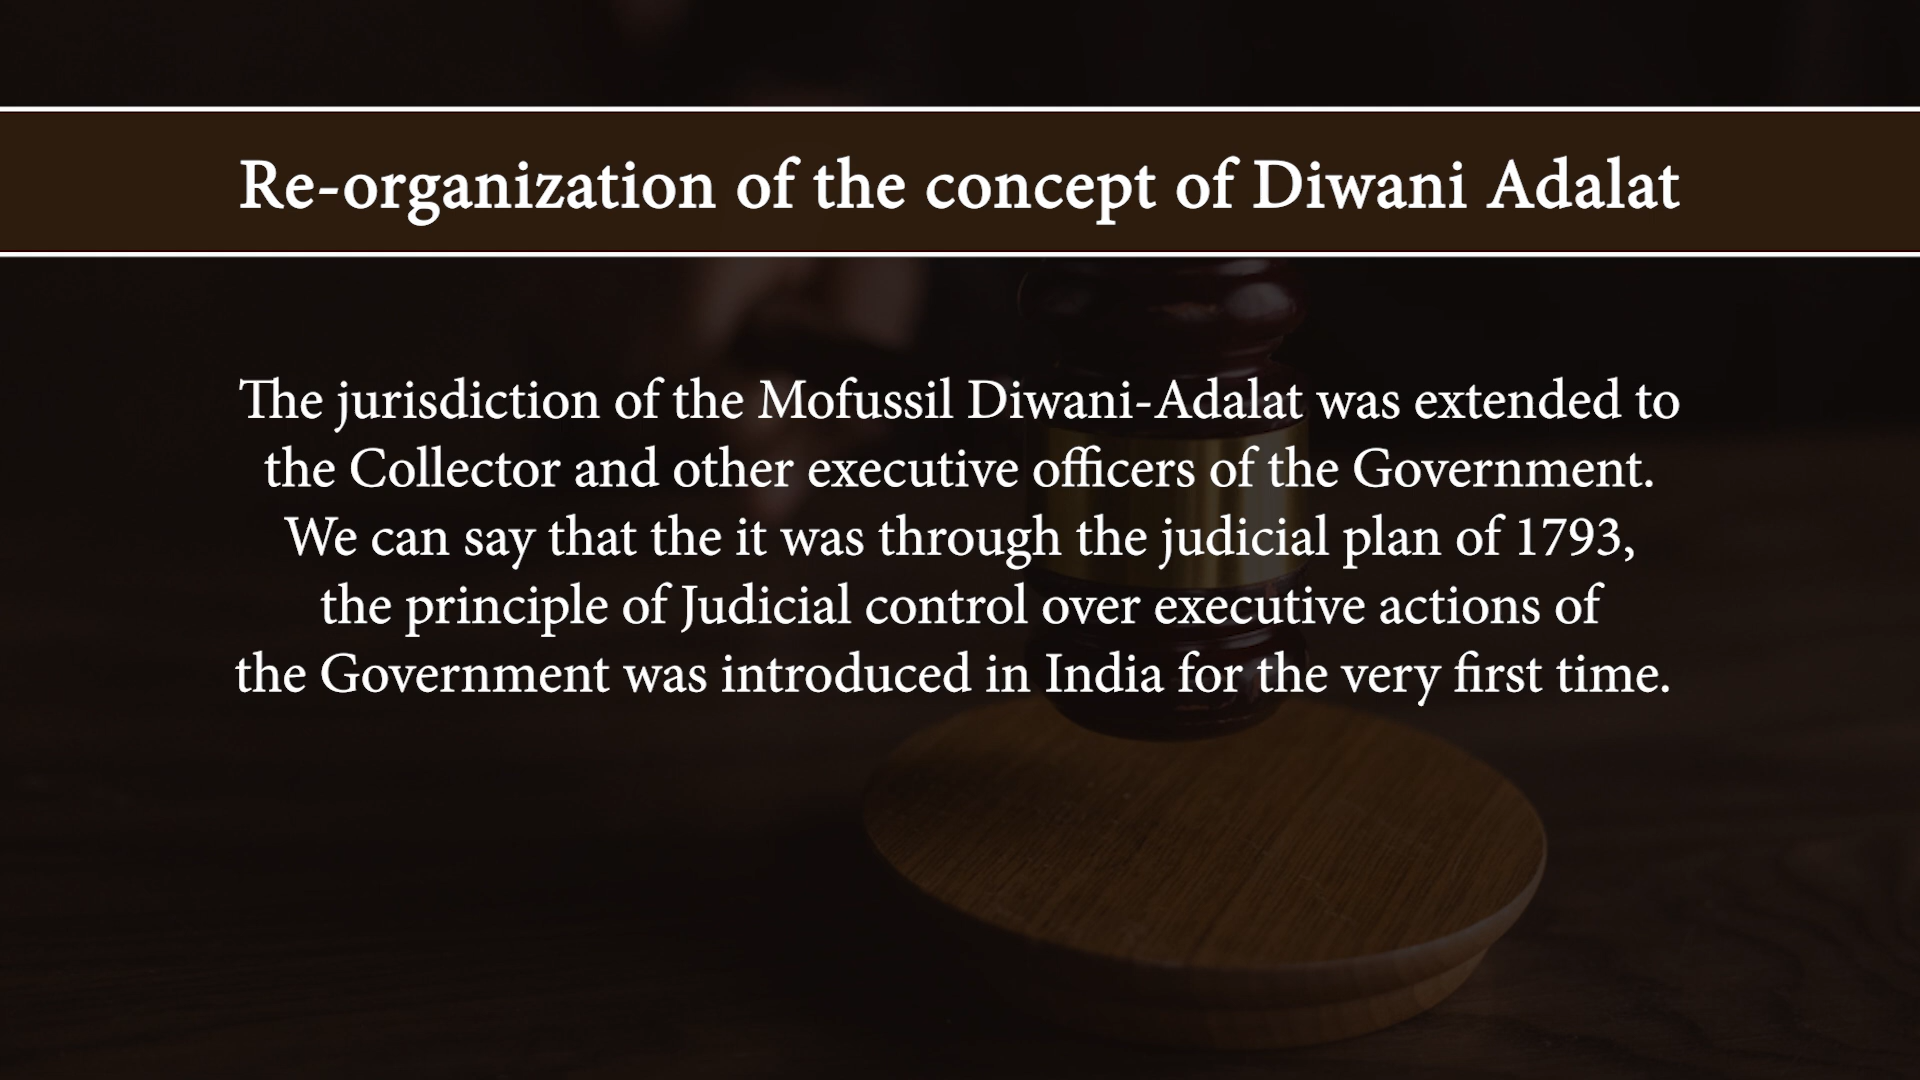 Re-organization of the concept of Diwani Adalat
The jurisdiction of the Mofussil Diwani-Adalat was extended to
the Collector and other executive officers of the Government.
We can say that the it was through the judicial plan of 1793,
the principle of Judicial control over executive actions of
the Government was introduced in India for the very first time.